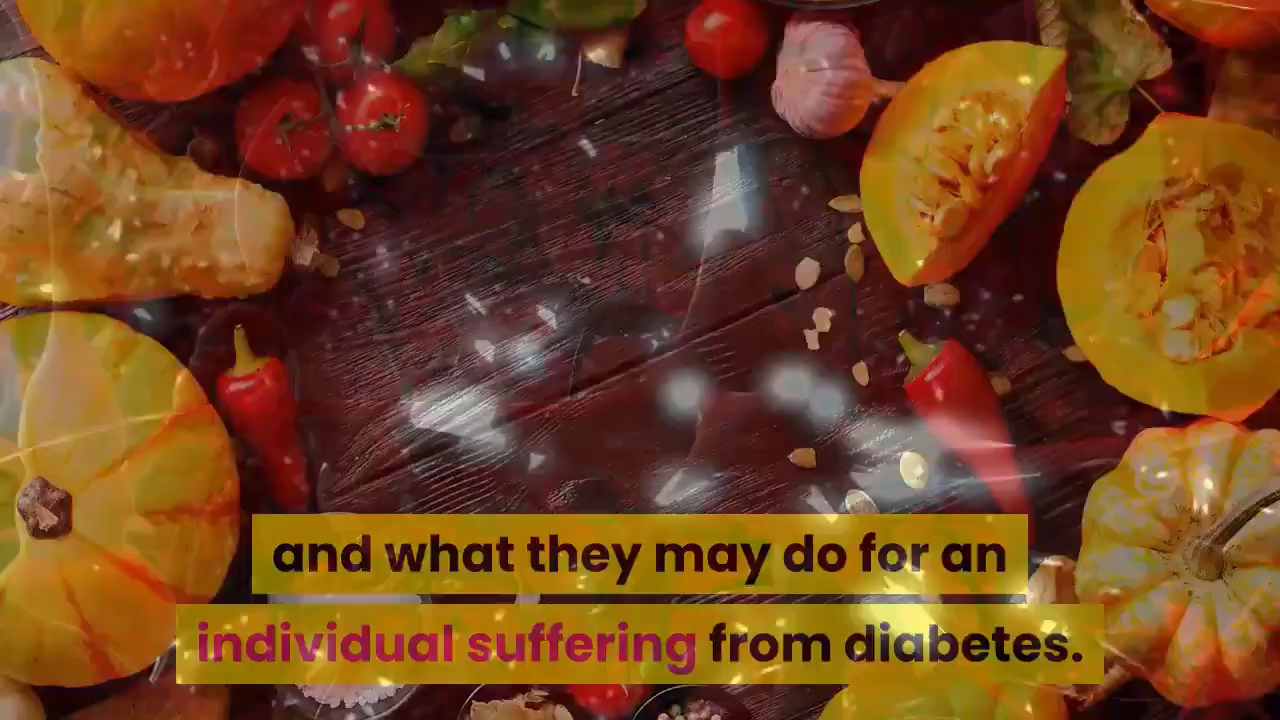 and what they may do for an
individual suffering from diabetes.